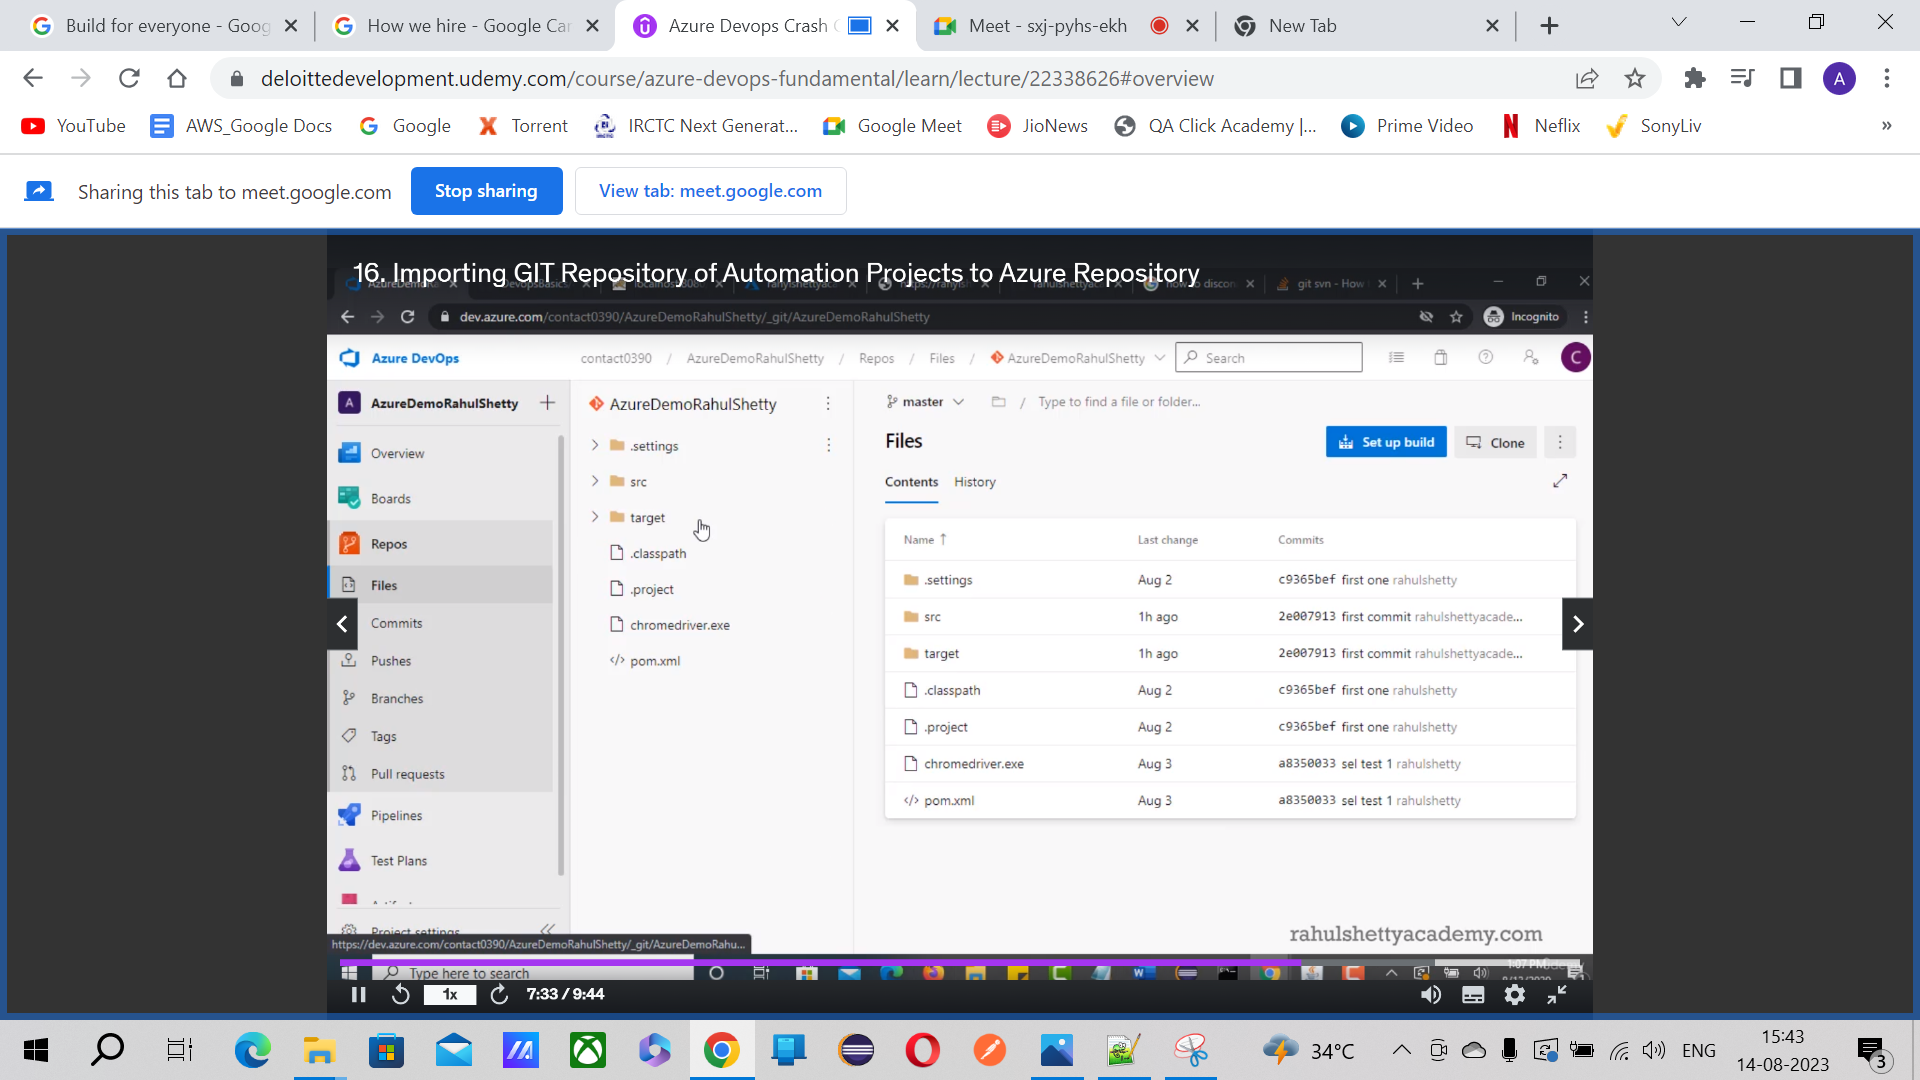 Build for everyone - Goog
How we hire - Google Car
Azure Devops Crash
Meet - sxj-pyhs-ekh
New Tab
deloittedevelopment.udemy.com/course/azure-devops-fundamental/learn/lecture/22338626#overview
A
YouTube
AWS_Google Docs
Google
Torrent
IRCTC Next Generat...
Google Meet
JioNews
QA Click Academy |...
Prime Video
Neflix
SonyLiv
»
Sharing this tab to meet.google.com
Stop sharing
View tab: meet.google.com
16. Importing GIT Repository of Automation Projects to Azure Repository
how to discon
git svn - How
dev.azure.com/contact0390/AzureDemoRahulShetty/_git/AzureDemoRahulShetty
Incognito
Azure DevOps
contact0390 / AzureDemoRahulShetty / Repos / Files / AzureDemoRahulShetty
Search
C
A AzureDemoRahulShetty
Overview
Boards
Repos
Files
Commits
Pushes
Branches
Tags
Pull requests
Pipelines
Test Plans
Project settings
AzureDemoRahulShetty
.settings
src
target
.classpath
.project
chromedriver.exe
pom.xml
master
/ Type to find a file or folder...
Files
Set up build
Clone
Contents
History
Name ↑ Last change Commits
.settings Aug 2 c9365bef first one rahulshetty
src 1h ago 2e007913 first commit rahulshettyacade...
target 1h ago 2e007913 first commit rahulshettyacade...
.classpath Aug 2 c9365bef first one rahulshetty
.project Aug 2 c9365bef first one rahulshetty
chromedriver.exe Aug 3 a8350033 sel test 1 rahulshetty
pom.xml Aug 3 a8350033 sel test 1 rahulshetty
rahulshettyacademy.com
https://dev.azure.com/contact0390/AzureDemoRahulShetty/_git/AzureDemoRahu...
Type here to search
1:07 PM
1x
7:33 / 9:44
34°C
ENG
15:43
14-08-2023
3